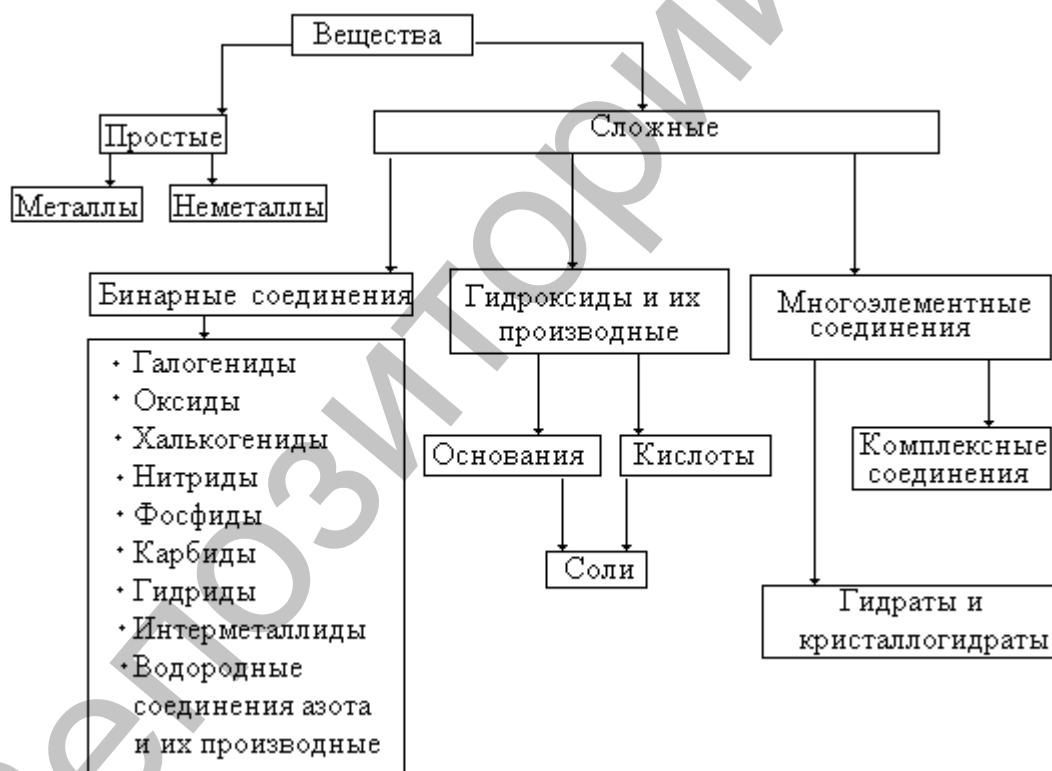 Вещества
Простые
Сложные
Металлы
Неметаллы
Бинарные соединения
Гидроксиды и их
производные
Многоэлементные
соединения
· Галогениды
· Оксиды
· Халькогениды
· Нитриды
· Фосфиды
· Карбиды
· Гидриды
· Интерметаллиды
· Водородные
соединения азота
и их производные
Основания
Кислоты
Комплексные
соединения
Соли
Гидраты и
кристаллогидраты